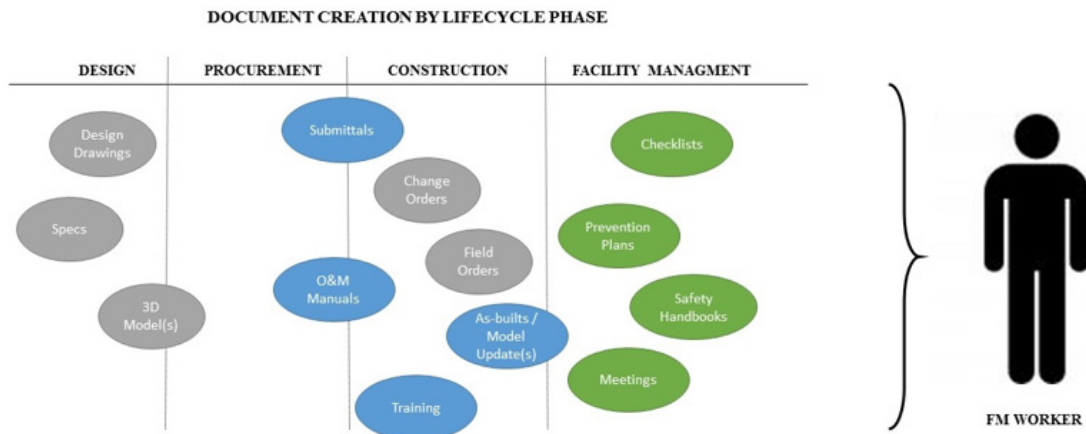 DOCUMENT CREATION BY LIFECYCLE PHASE
DESIGN
PROCUREMENT
CONSTRUCTION
FACILITY MANAGMENT
Design
Drawings
Specs
3D
Model(s)
Submittals
O&M
Manuals
Change
Orders
Field
Orders
As-builts /
Model
Update(s)
Training
Checklists
Prevention
Plans
Safety
Handbooks
Meetings
FM WORKER